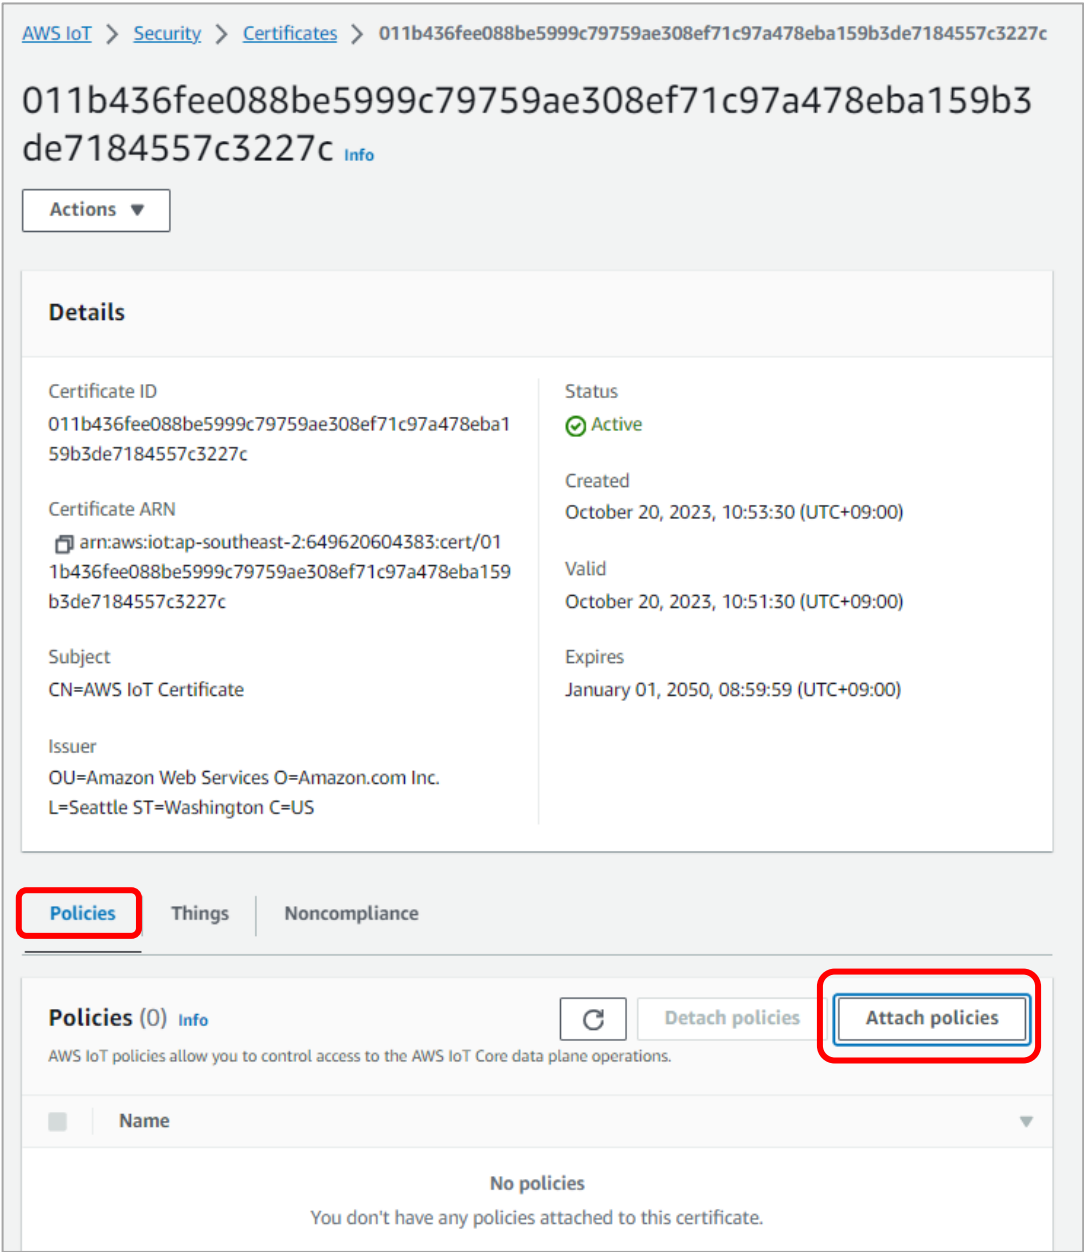 AWS IoT > Security > Certificates > 011b436fee088be5999c79759ae308ef71c97a478eba159b3de7184557c3227c
011b436fee088be5999c79759ae308ef71c97a478eba159b3
de7184557c3227c Info
Actions ▼
Details
Certificate ID
011b436fee088be5999c79759ae308ef71c97a478eba1
59b3de7184557c3227c
Certificate ARN
arn:aws:iot:ap-southeast-2:649620604383:cert/01
1b436fee088be5999c79759ae308ef71c97a478eba159
b3de7184557c3227c
Subject
CN=AWS IoT Certificate
Issuer
OU=Amazon Web Services O=Amazon.com Inc.
L=Seattle ST=Washington C=US
Status
Active
Created
October 20, 2023, 10:53:30 (UTC+09:00)
Valid
October 20, 2023, 10:51:30 (UTC+09:00)
Expires
January 01, 2050, 08:59:59 (UTC+09:00)
Policies Things Noncompliance
Policies (0) Info Detach policies Attach policies
AWS IoT policies allow you to control access to the AWS IoT Core data plane operations.
Name ▼
No policies
You don't have any policies attached to this certificate.